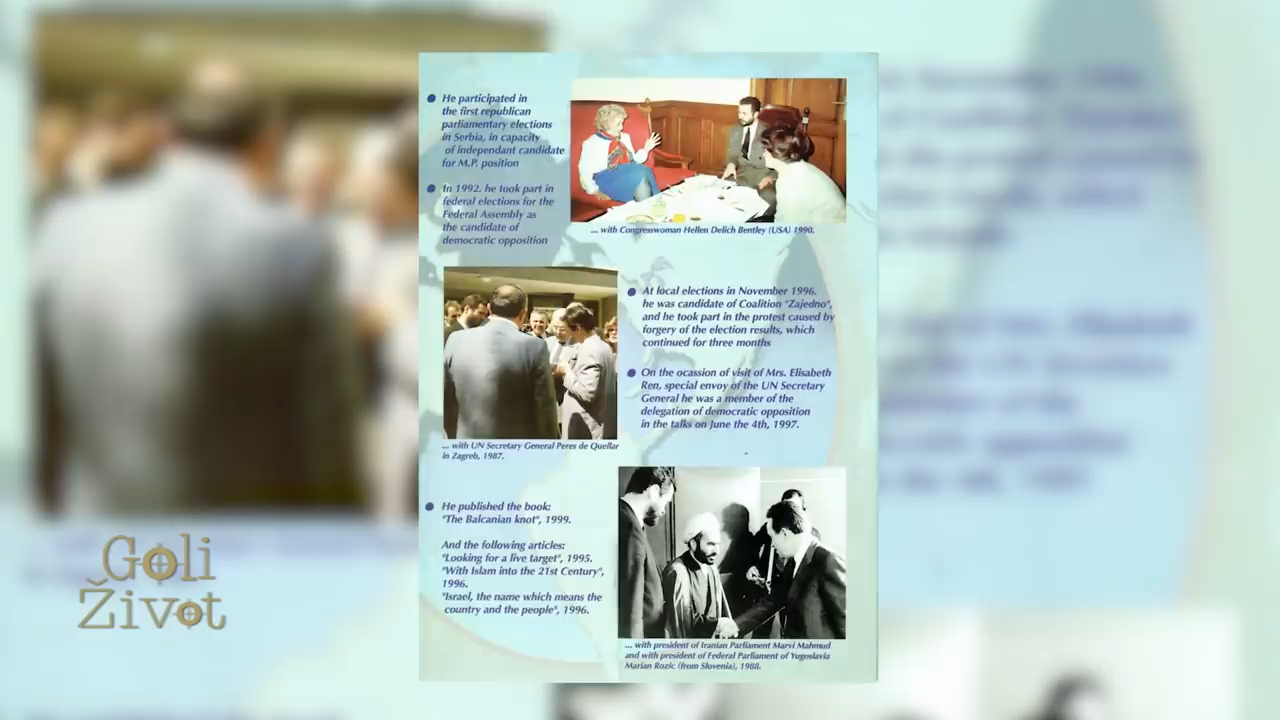 He participated in
the first republican
parliamentary elections
in Serbia, in capacity
of independant candidate
for M.P. position
In 1992. he took part in
federal elections for the
Federal Assembly as
the candidate of
democratic opposition
... with Congresswoman Hellen Delich Bentley (USA) 1990.
At local elections in November 1996.
he was candidate of Coalition "Zajedno",
and he took part in the protest caused by
forgery of the election results, which
continued for three months
On the ocassion of visit of Mrs. Elisabeth
Ren, special envoy of the UN Secretary
General he was a member of the
delegation of democratic opposition
in the talks on June the 4th, 1997.
... with UN Secretary General Peres de Quellar
in Zagreb, 1987.
He published the book:
"The Balcanian knot", 1999.
And the following articles:
"Looking for a live target", 1995.
"With Islam into the 21st Century",
1996.
"Israel, the name which means the
country and the people", 1996.
... with president of Iranian Parliament Marvi Mahmud
and with president of Federal Parliament of Yugoslavia
Marian Rozic (from Slovenia), 1988.
Goli
Život